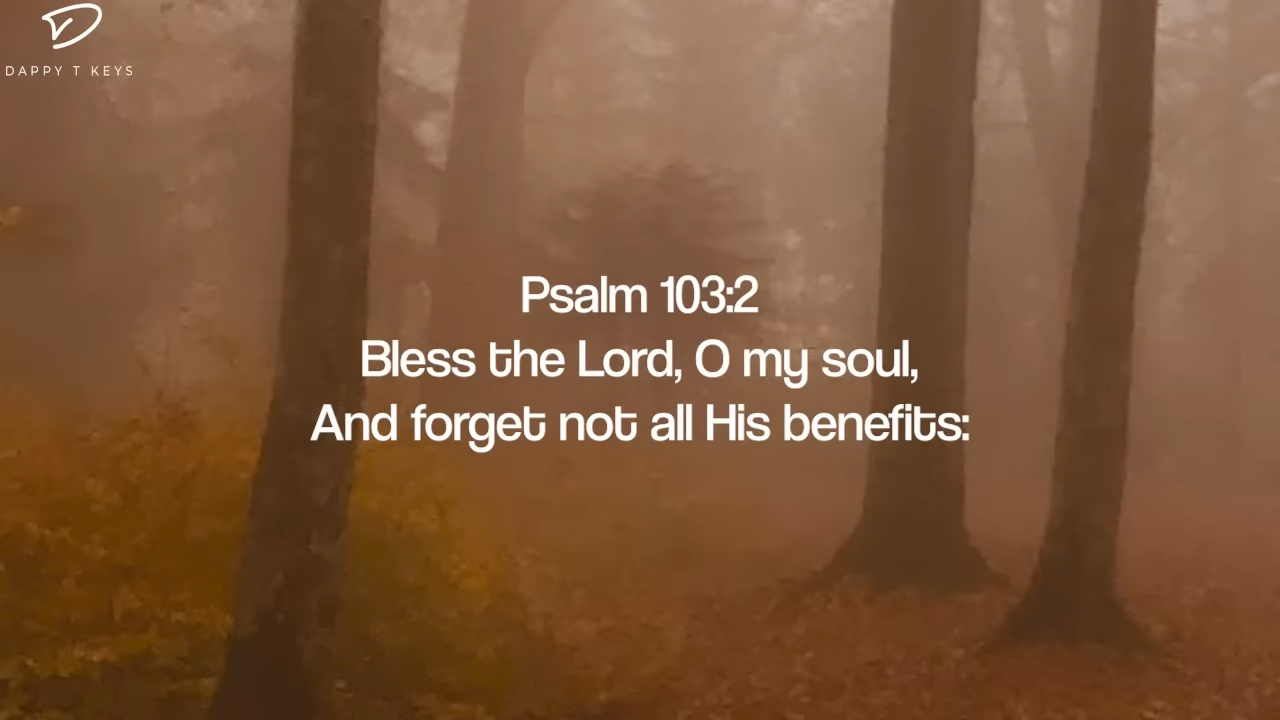 DAPPY T KEYS
Psalm 103:2
Bless the Lord, O my soul,
And forget not all His benefits: